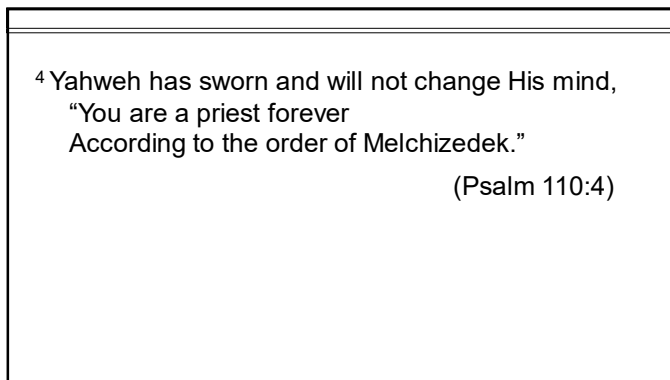 4 Yahweh has sworn and will not change His mind,
“You are a priest forever
According to the order of Melchizedek.”
(Psalm 110:4)